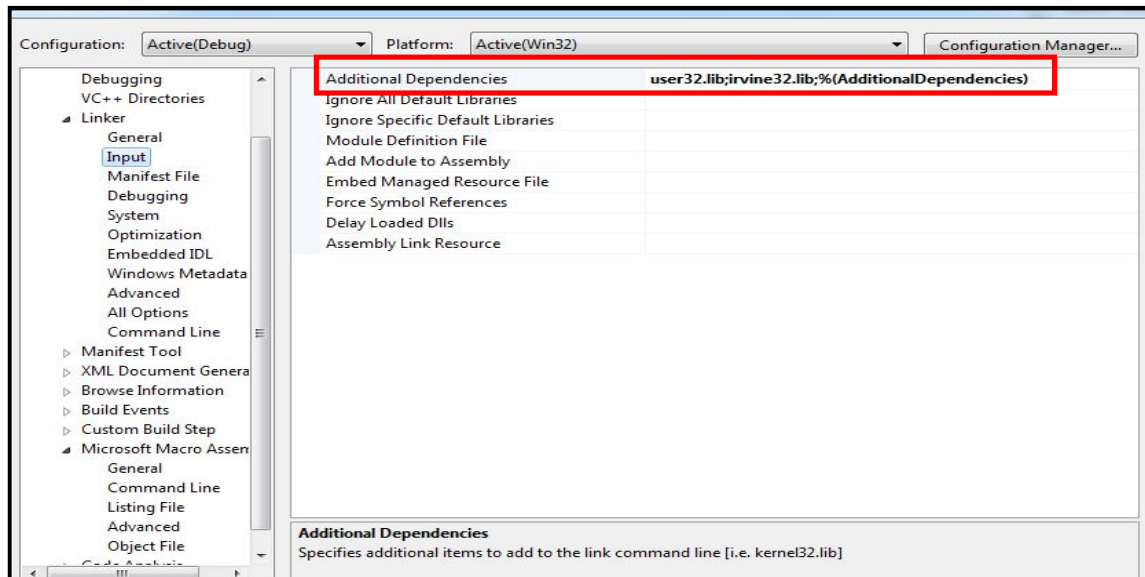 Configuration: Active(Debug) Platform: Active(Win32) Configuration Manager...
Debugging
VC++ Directories
Linker
General
Input
Manifest File
Debugging
System
Optimization
Embedded IDL
Windows Metadata
Advanced
All Options
Command Line
Manifest Tool
XML Document Genera
Browse Information
Build Events
Custom Build Step
Microsoft Macro Assem
General
Command Line
Listing File
Advanced
Object File
Code Analysis
Additional Dependencies user32.lib;irvine32.lib;%(AdditionalDependencies)
Ignore All Default Libraries
Ignore Specific Default Libraries
Module Definition File
Add Module to Assembly
Embed Managed Resource File
Force Symbol References
Delay Loaded Dlls
Assembly Link Resource
Additional Dependencies
Specifies additional items to add to the link command line [i.e. kernel32.lib]